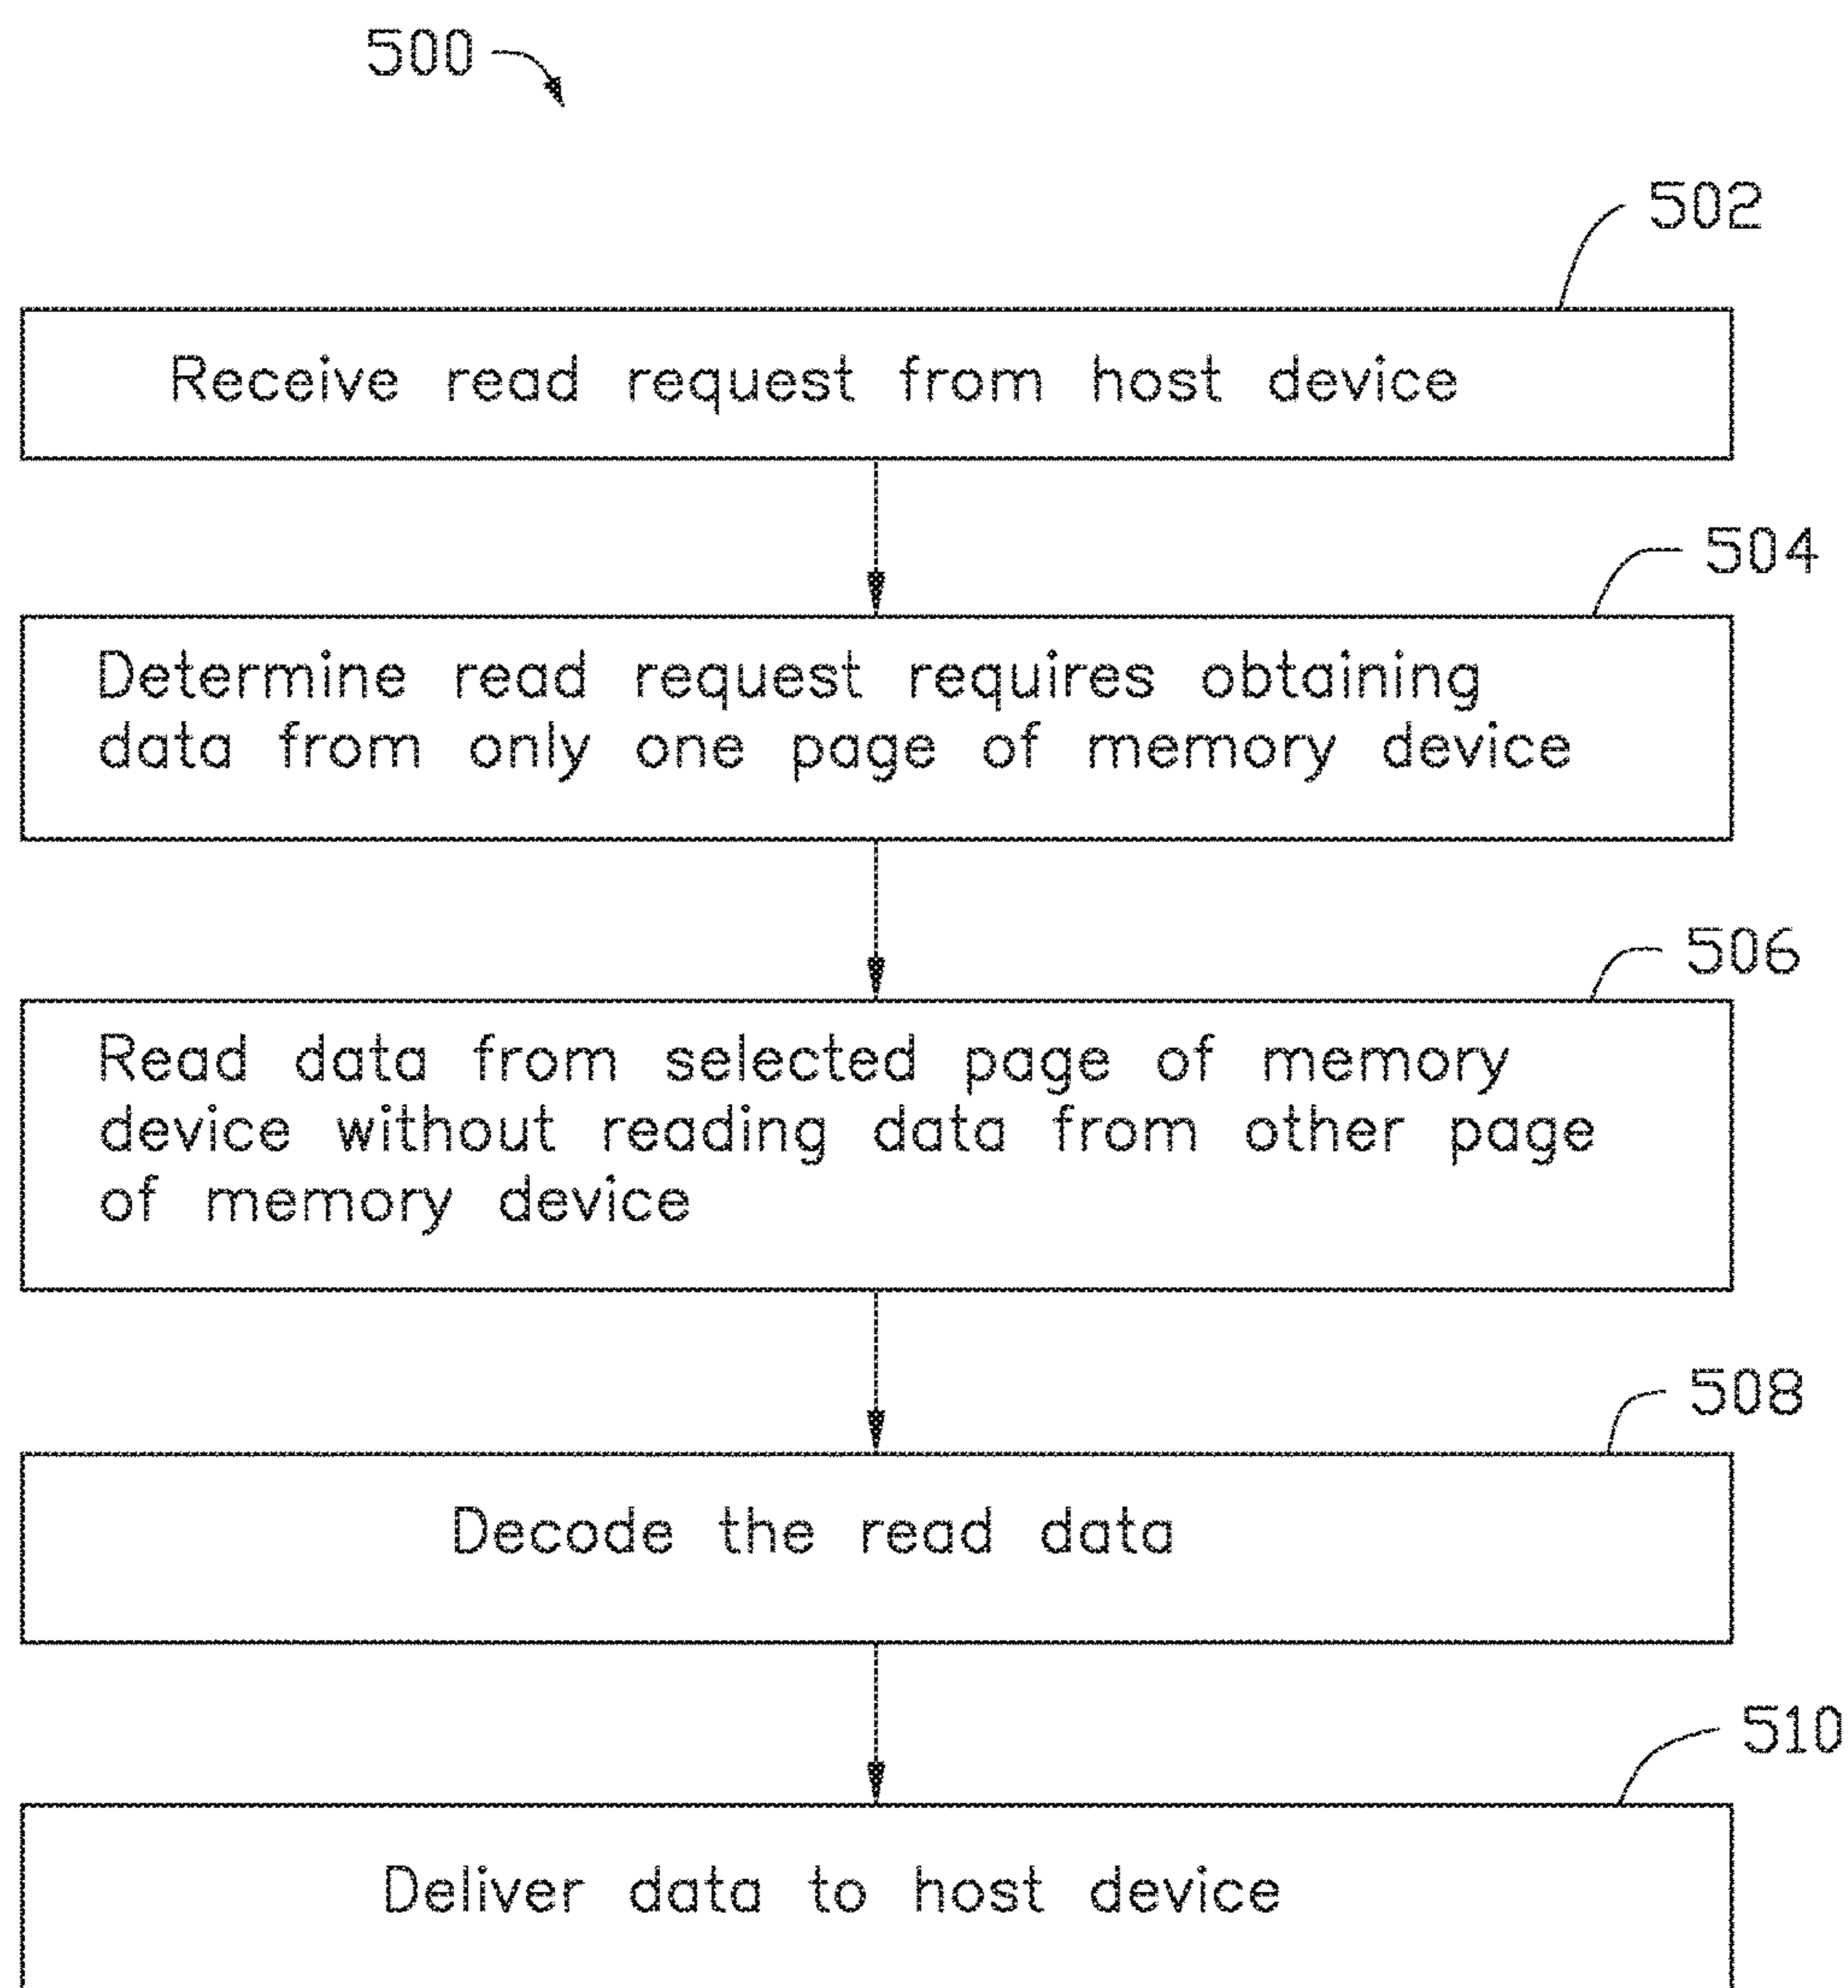 500
502
Receive read request from host device
504
Determine read request requires obtaining
data from only one page of memory device
506
Read data from selected page of memory
device without reading data from other page
of memory device
508
Decode the read data
510
Deliver data to host device